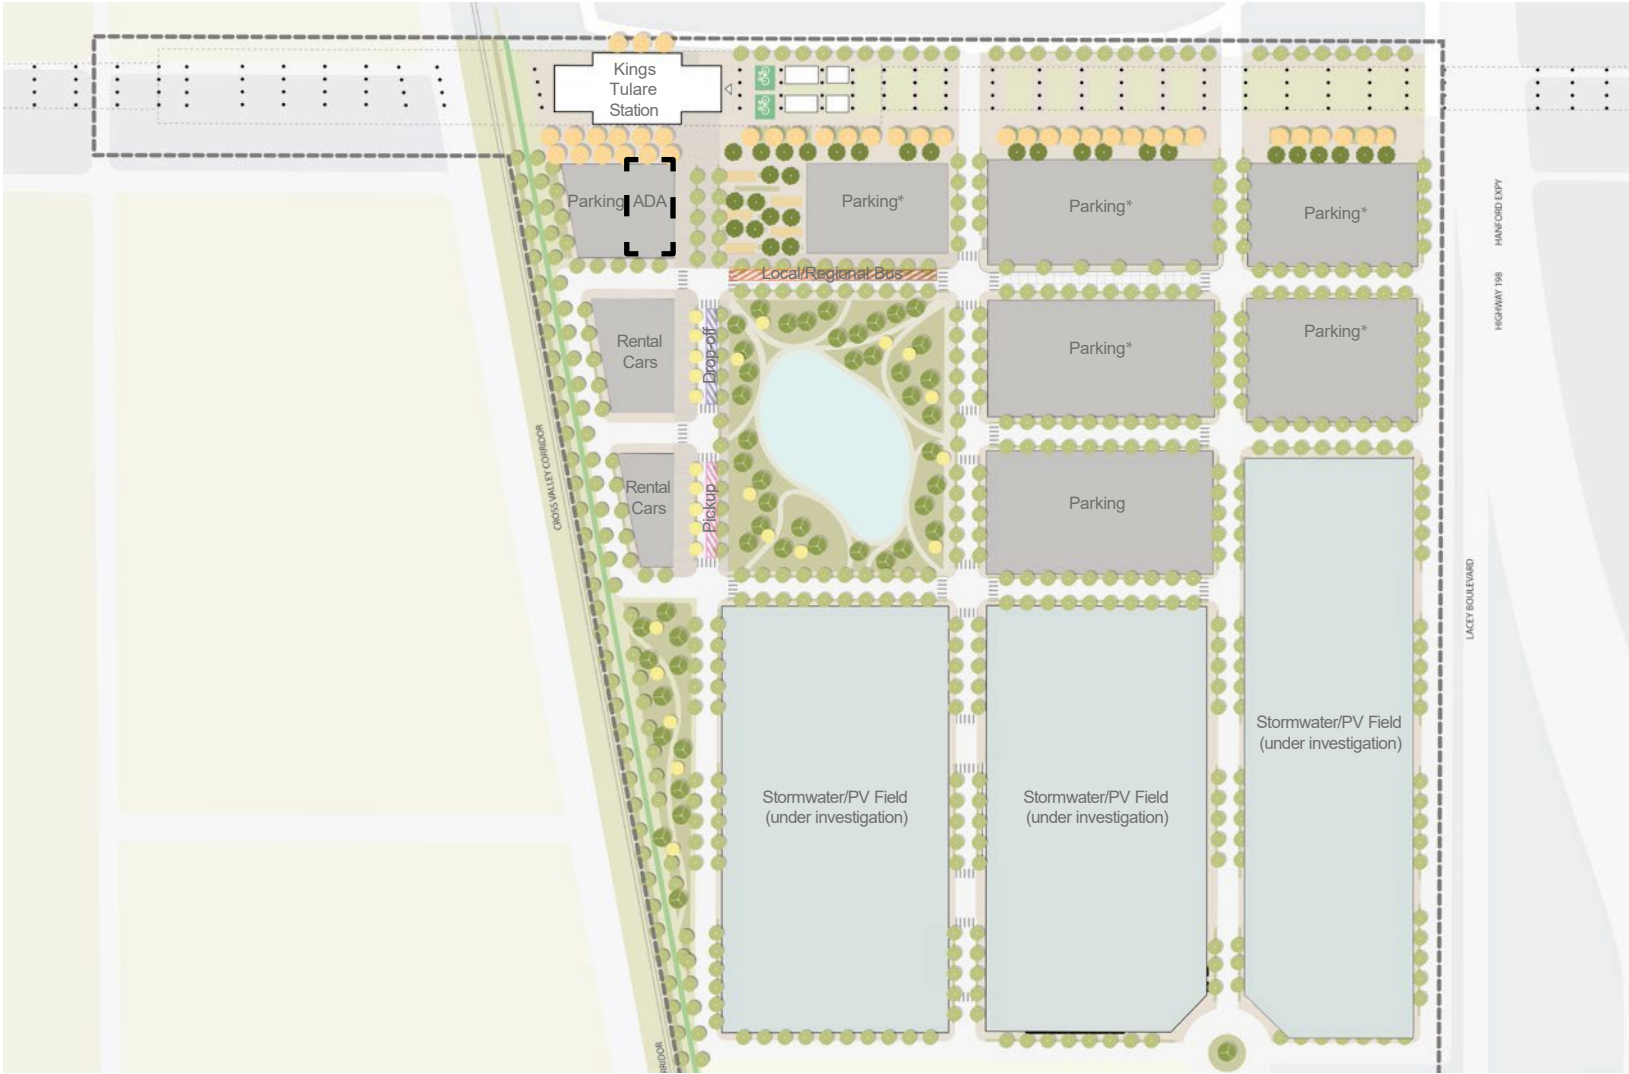 Kings
Tulare
Station
Parking
ADA
Parking*
Parking*
Parking*
HANFORD EXPY
HIGHWAY 198
Local/Regional Bus
Rental
Cars
Drop-off
Parking*
Parking*
CROSS VALLEY CORRIDOR
Rental
Cars
Pickup
Parking
LACEY BOULEVARD
Stormwater/PV Field
(under investigation)
Stormwater/PV Field
(under investigation)
Stormwater/PV Field
(under investigation)
RIDOR